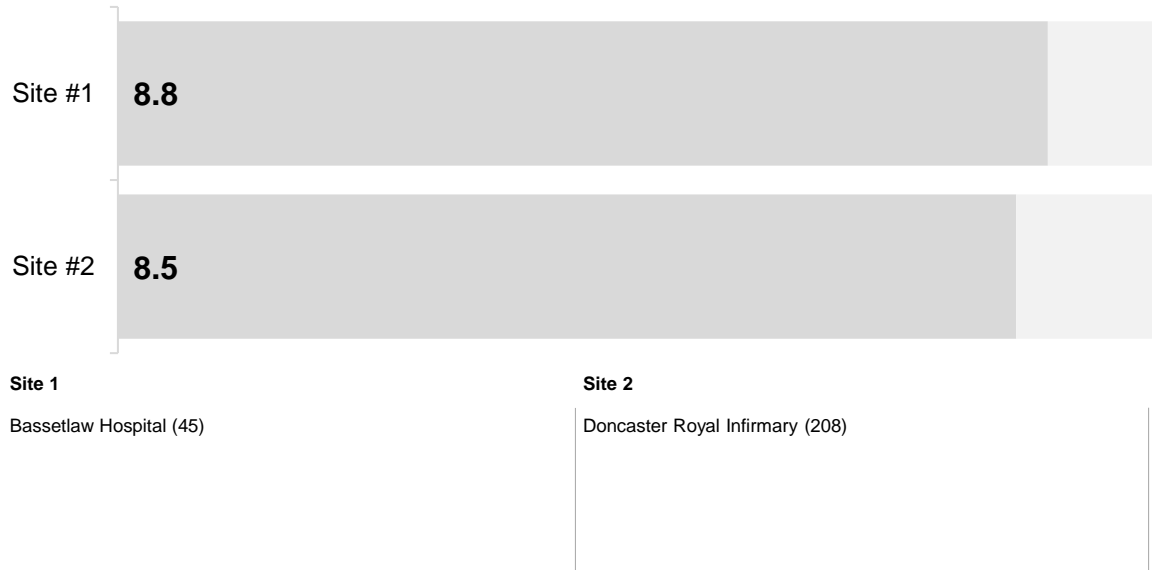 Site #1
8.8
Site #2
8.5
Site 1
Site 2
Bassetlaw Hospital (45)
Doncaster Royal Infirmary (208)